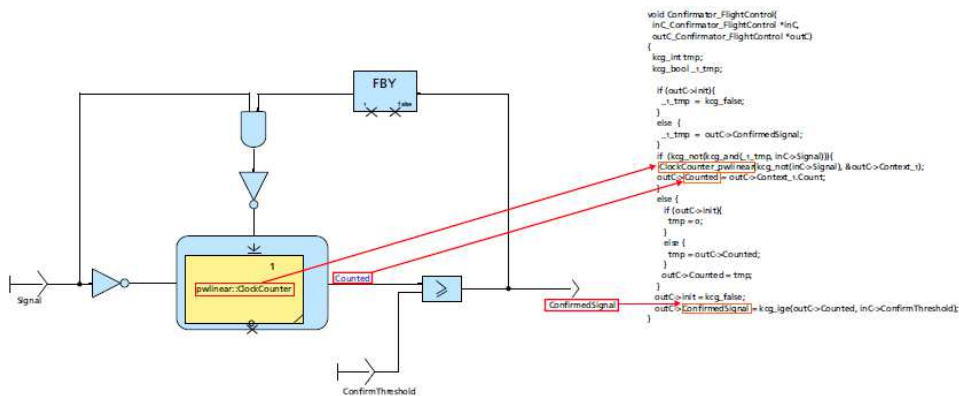 FBY
1
false
1
pwlinear::ClockCounter
0
Counted
Signal
ConfirmedSignal
ConfirmThreshold
void Confirmator_FlightControl(
inC_Confirmator_FlightControl *inC,
outC_Confirmator_FlightControl *outC)
{
kcg_int tmp;
kcg_bool _1_tmp;
if (outC->init){
_1_tmp = kcg_false;
}
else {
_1_tmp = outC->ConfirmedSignal;
}
if (kcg_not(kcg_and(_1_tmp, inC->Signal))){
ClockCounter_pwlinear(kcg_not(inC->Signal), &outC->Context_1);
outC->Counted = outC->Context_1.Count;
}
else {
if (outC->init){
tmp = 0;
}
else {
tmp = outC->Counted;
}
outC->Counted = tmp;
}
outC->init = kcg_false;
outC->ConfirmedSignal = kcg_ige(outC->Counted, inC->ConfirmThreshold);
}